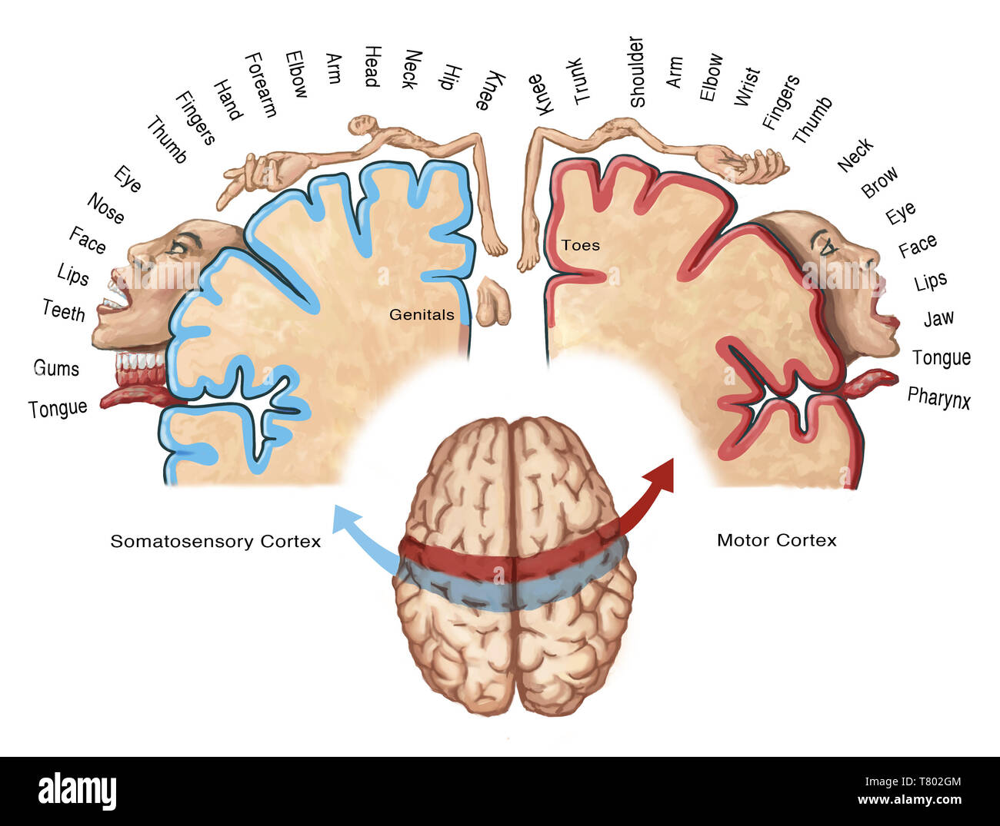 Tongue
Gums
Teeth
Lips
Face
Nose
Eye
Thumb
Fingers
Hand
Forearm
Elbow
Arm
Head
Neck
Hip
Knee
Knee
Trunk
Shoulder
Arm
Elbow
Wrist
Fingers
Thumb
Neck
Brow
Eye
Face
Lips
Jaw
Tongue
Pharynx
Toes
Genitals
Somatosensory Cortex
Motor Cortex
a
alamy
a
alamy
a
a
alamy
Image ID: T802GM
www.alamy.com